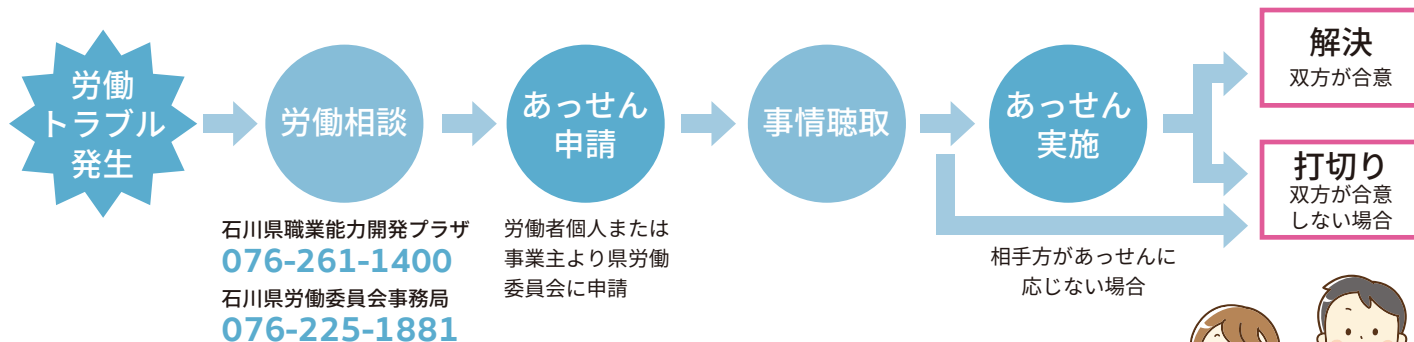 労働
トラブル
発生
労働相談
石川県職業能力開発プラザ
076-261-1400
石川県労働委員会事務局
076-225-1881
あっせん
申請
労働者個人または
事業主より県労働
委員会に申請
事情聴取
あっせん
実施
相手方があっせんに
応じない場合
解決
双方が合意
打切り
双方が合意
しない場合